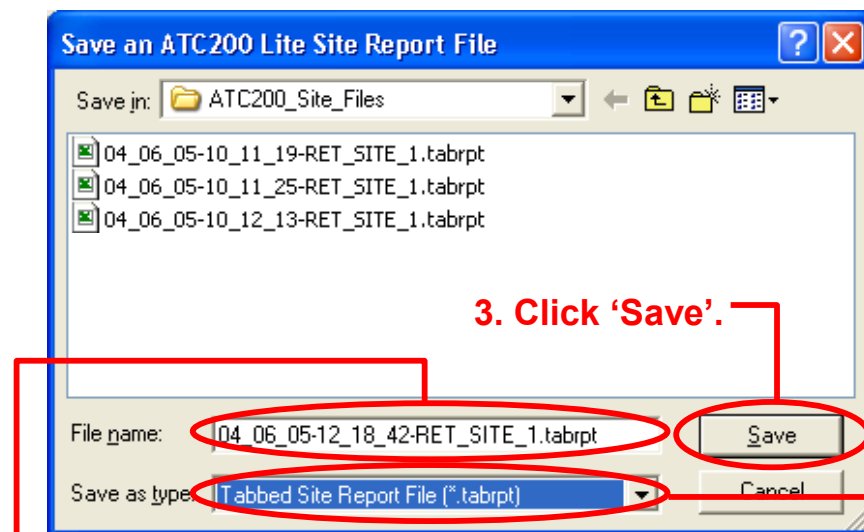 Save an ATC200 Lite Site Report File
Save in: ATC200_Site_Files
04_06_05-10_11_19-RET_SITE_1.tabrpt
04_06_05-10_11_25-RET_SITE_1.tabrpt
04_06_05-10_12_13-RET_SITE_1.tabrpt
3. Click ‘Save’.
File name: 04_06_05-12_18_42-RET_SITE_1.tabrpt Save
Save as type: Tabbed Site Report File (*.tabrpt) Cancel